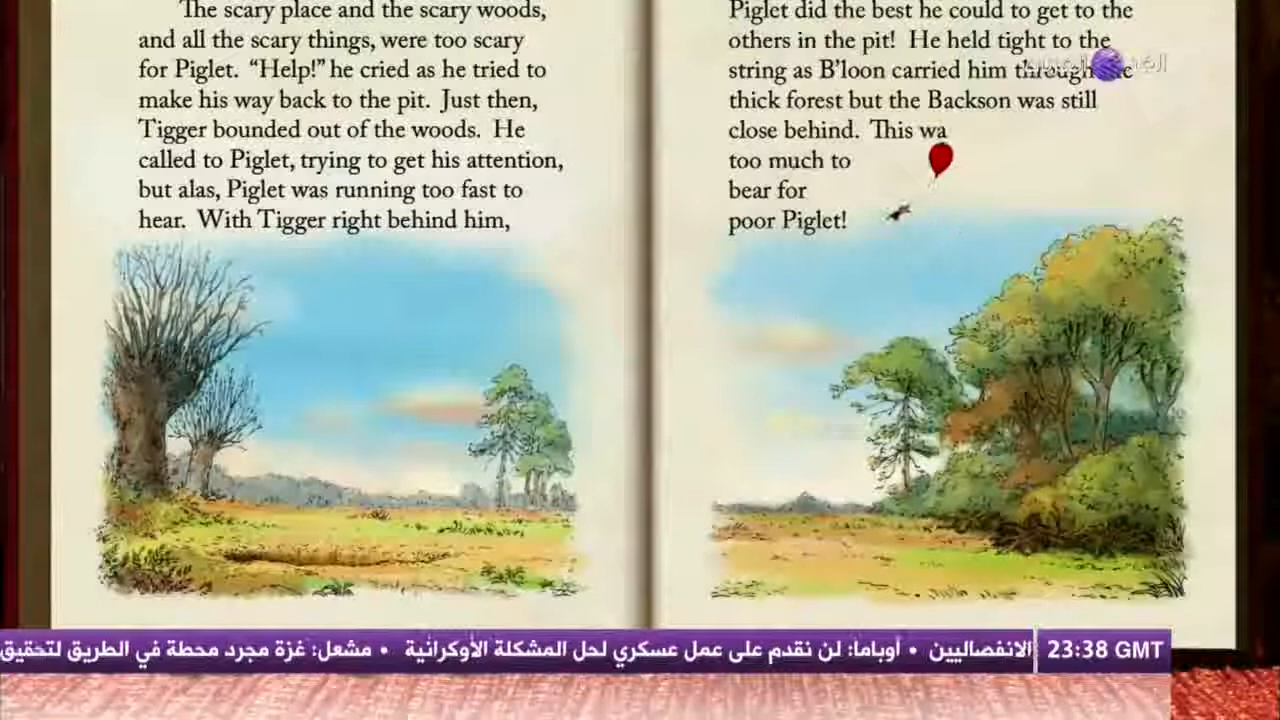 The scary place and the scary woods,
and all the scary things, were too scary
for Piglet. “Help!” he cried as he tried to
make his way back to the pit. Just then,
Tigger bounded out of the woods. He
called to Piglet, trying to get his attention,
but alas, Piglet was running too fast to
hear. With Tigger right behind him,
Piglet did the best he could to get to the
others in the pit! He held tight to the
string as B’loon carried him through
thick forest but the Backson was still
close behind. This wa
too much to
bear for
poor Piglet!
23:38 GMT
الانفصاليين • أوباما: لن نقدم على عمل عسكري لحل المشكلة الأوكرانية • مشعل: غزة مجرد محطة في الطريق لتحقيق